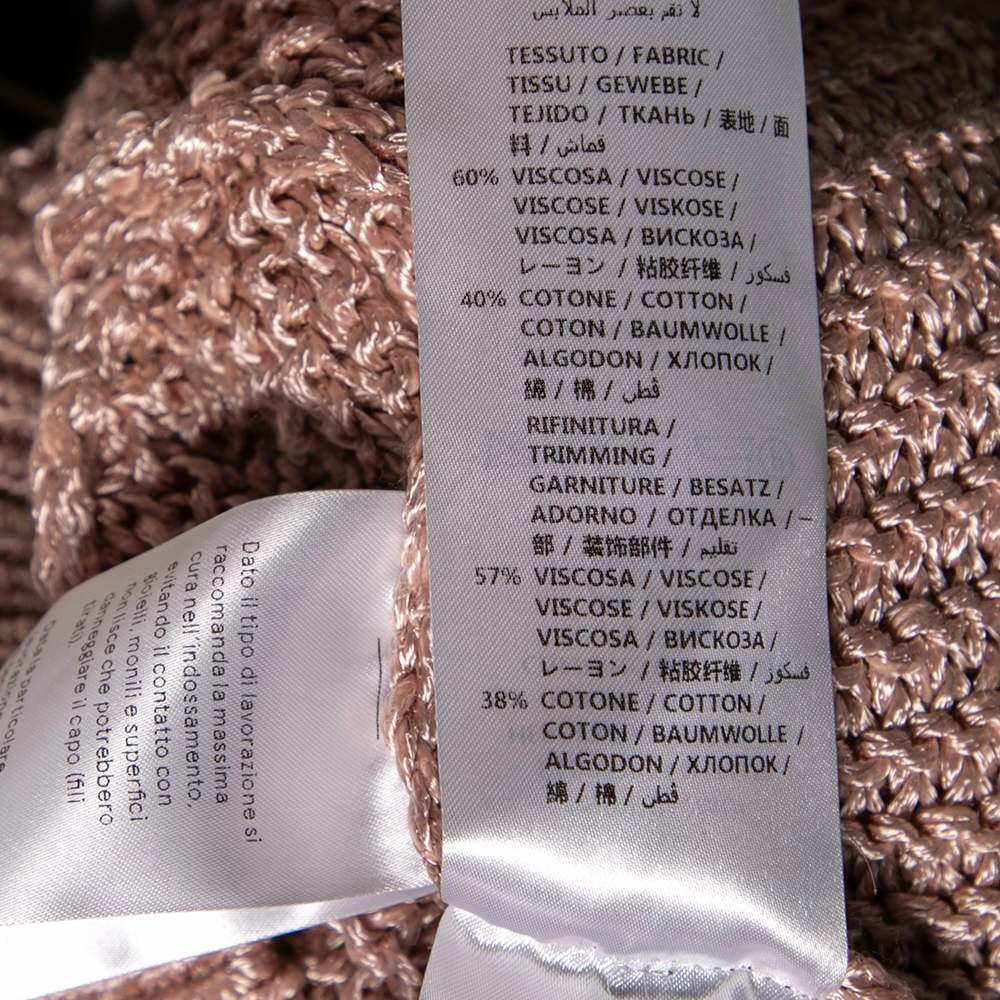 لا تقم بعصر الملابس
TESSUTO / FABRIC /
TISSU / GEWEBE /
TEJIDO / ТКАНЬ / 表地 / 面
料 / قماش /
60% VISCOSA / VISCOSE /
VISCOSE / VISKOSE /
VISCOSA / ВИСКОЗА /
レーヨン / 粘胶纤维 / فسكوز
40% COTONE / COTTON /
COTON / BAUMWOLLE /
ALGODON / ХЛОПОК /
綿 / 棉 / قطن
RIFINITURA /
TRIMMING /
GARNITURE / BESATZ /
ADORNO / ОТДЕЛКА / 一
部 / 装饰部件 / تقليم
57% VISCOSA / VISCOSE /
VISCOSE / VISKOSE /
VISCOSA / ВИСКОЗА /
レーヨン / 粘胶纤维 / فسكوز
38% COTONE / COTTON /
COTON / BAUMWOLLE /
ALGODON / ХЛОПОК /
綿 / 棉 / قطن
Dato il tipo di lavorazione si
raccomanda la massima
cura nell'indossamento,
evitando il contatto con
gioielli, monili e superfici
non lisce che potrebbero
danneggiare il capo (fili
tirati).